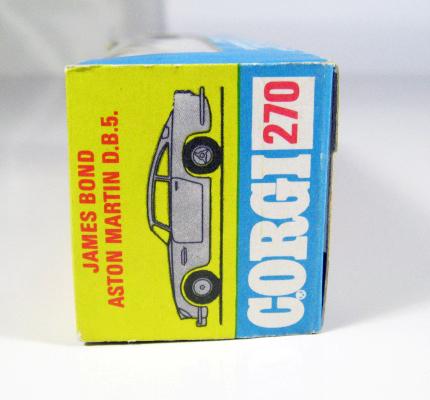 JAMES BOND
ASTON MARTIN D.B.5.
CORGI 270